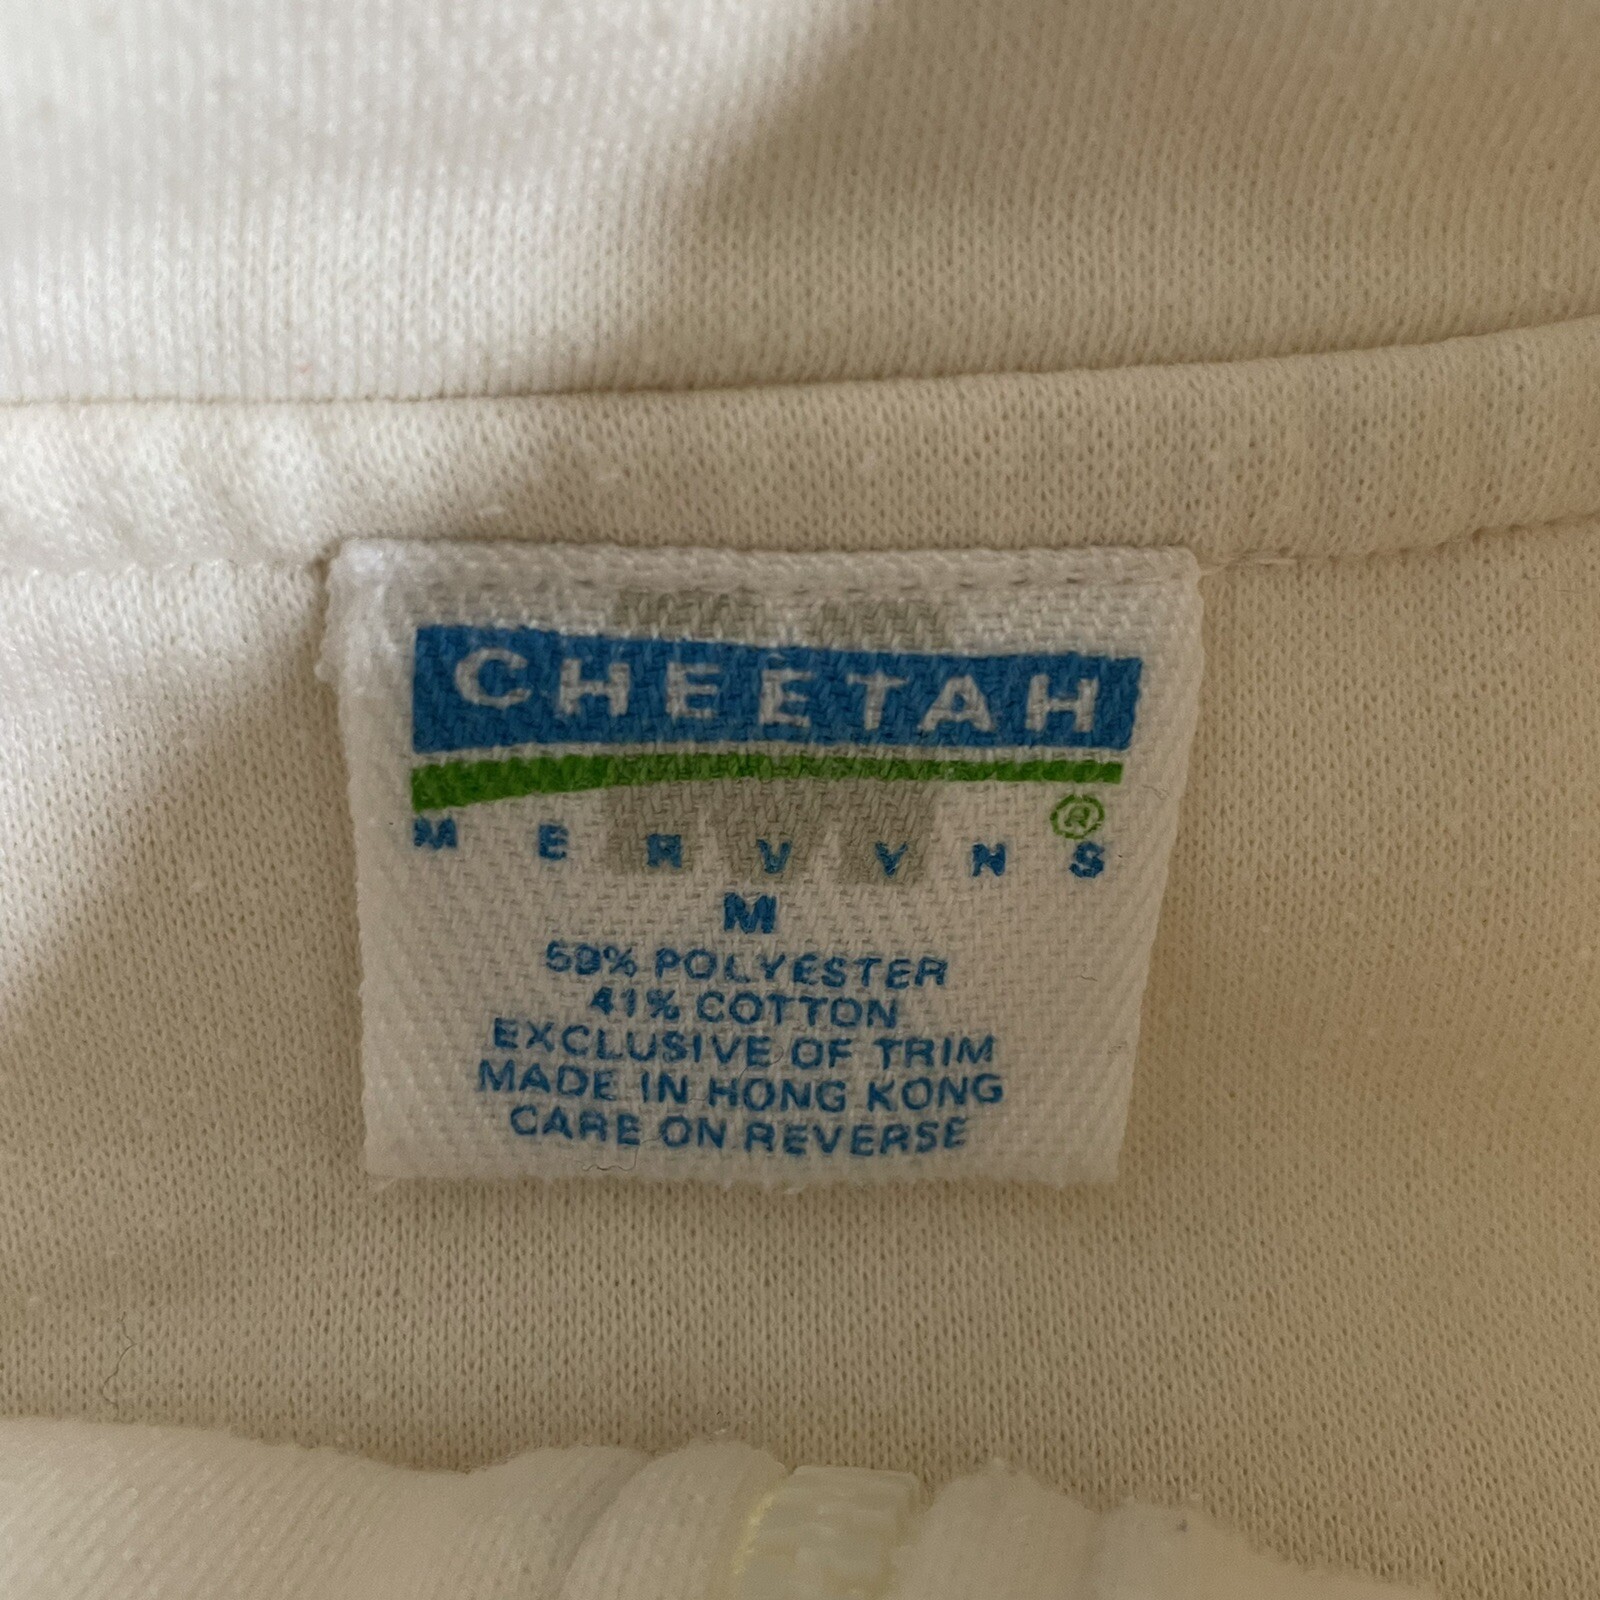 CHEETAH
®
MERVYNS
M
59% POLYESTER
41% COTTON
EXCLUSIVE OF TRIM
MADE IN HONG KONG
CARE ON REVERSE